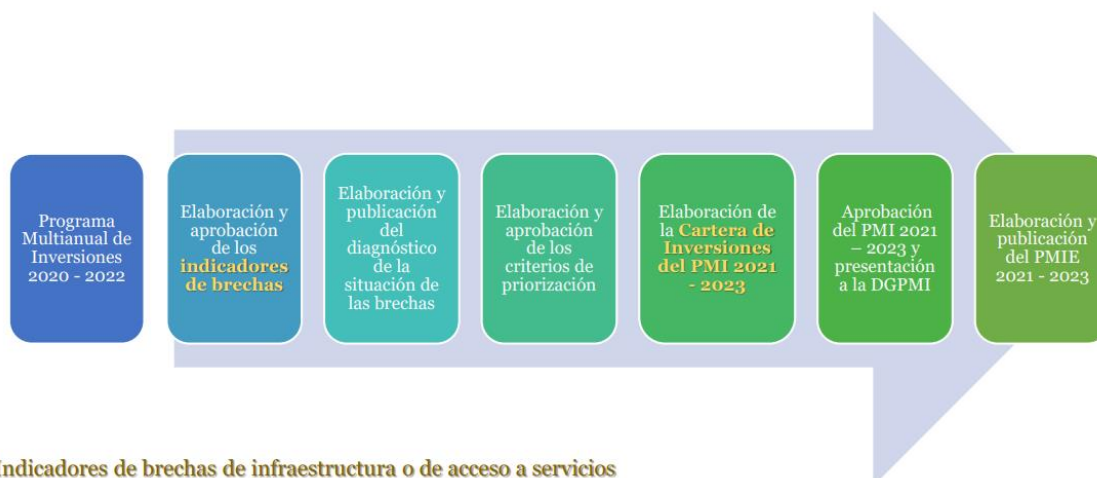 Programa
Multianual de
Inversiones
2020 - 2022
Elaboración y
aprobación
de los
indicadores
de brechas
Elaboración y
publicación
del
diagnóstico
de la
situación de
las brechas
Elaboración y
aprobación
de los
criterios de
priorización
Elaboración de
la Cartera de
Inversiones
del PMI 2021
- 2023
Aprobación
del PMI 2021
– 2023 y
presentación
a la DGPMI
Elaboración y
publicación
del PMIE
2021 - 2023
Indicadores de brechas de infraestructura o de acceso a servicios